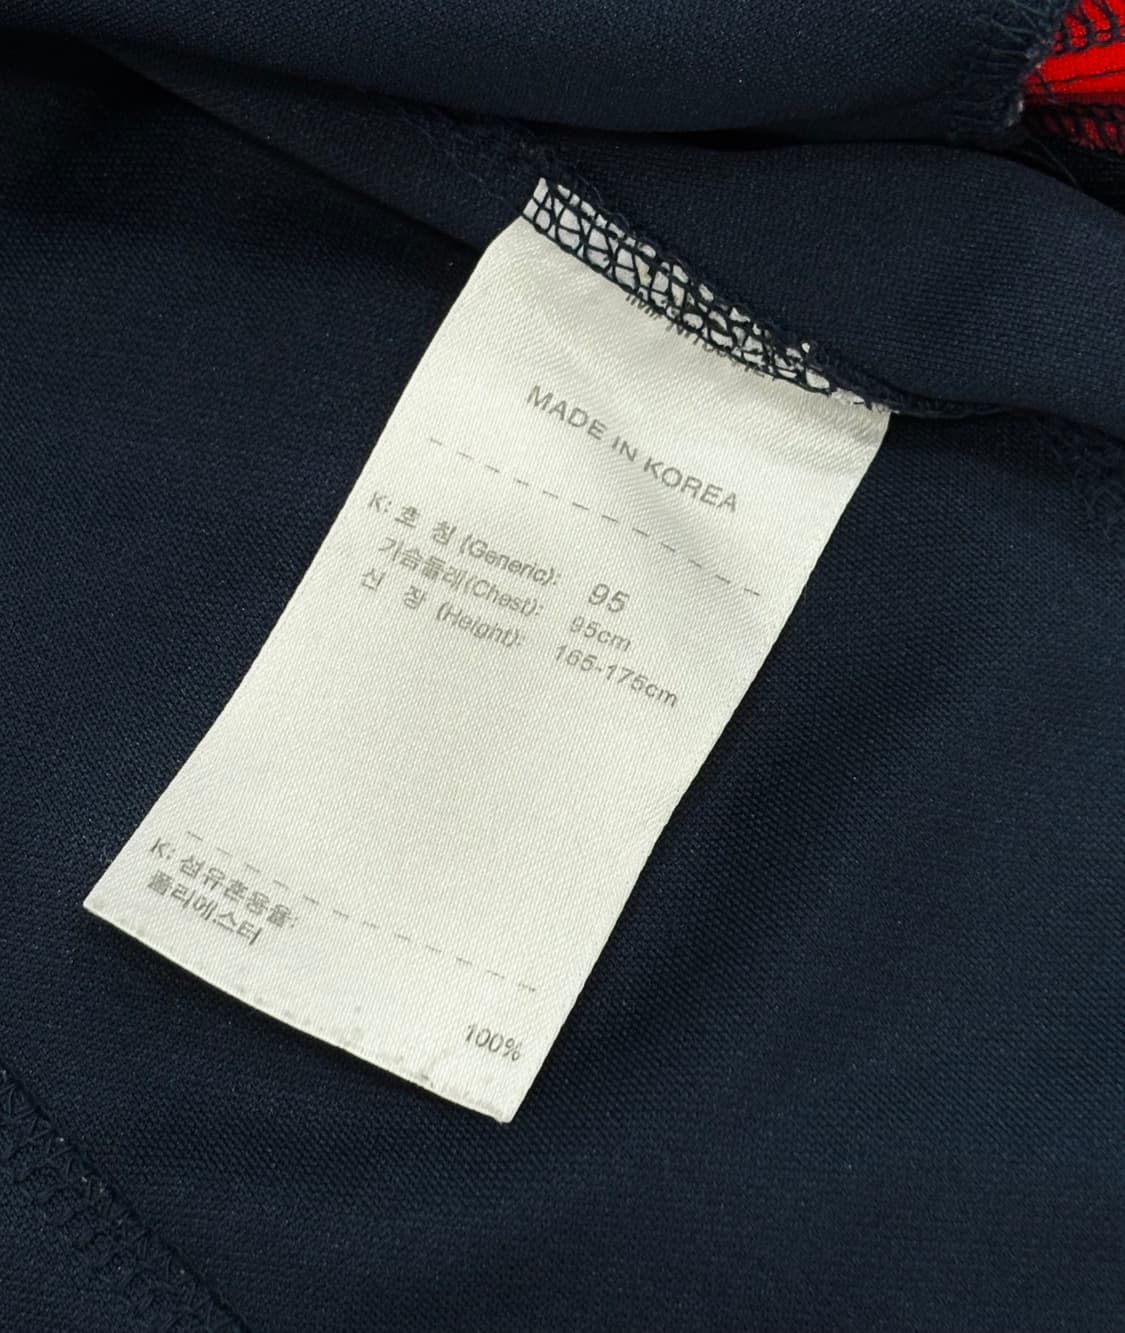 MADE IN KOREA
K: 호 칭 (Generic): 95
가슴둘레(Chest): 95cm
신 장 (Height): 165-175cm
K: 섬유혼용율:
폴리에스터
100%